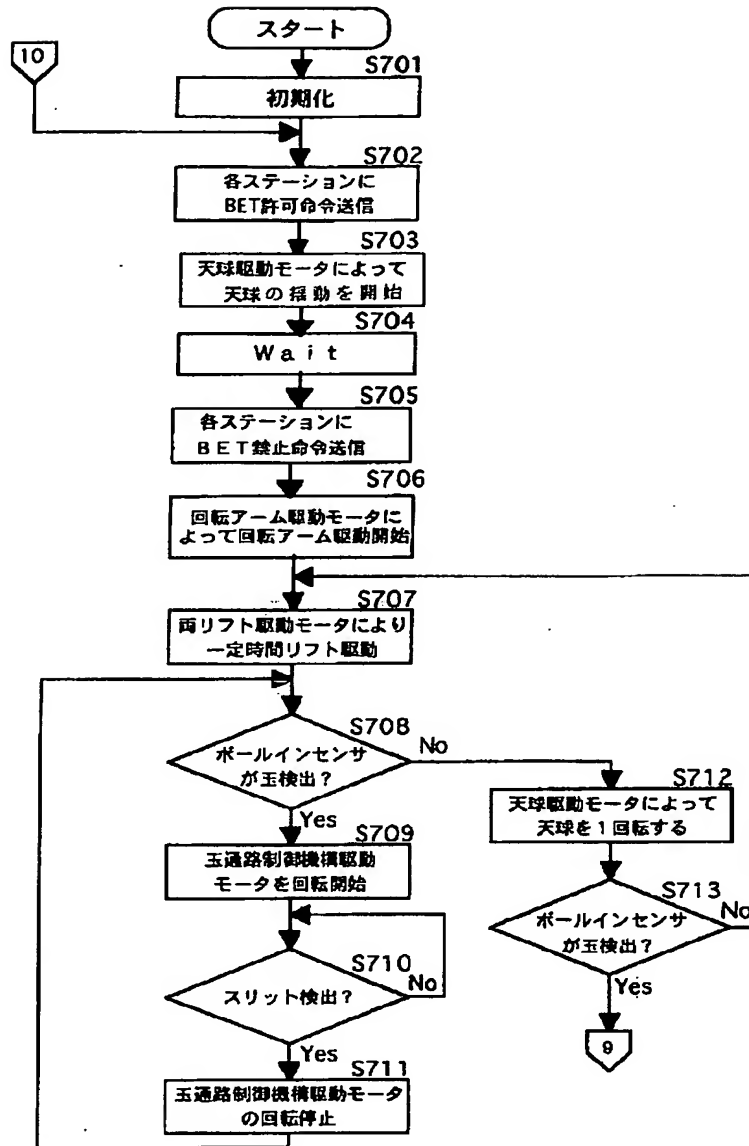 スタート
10
S701
初期化
S702
各ステーションに
BET許可命令送信
S703
天球駆動モータによって
天球の揺動を開始
S704
Wait
S705
各ステーションに
BET禁止命令送信
S706
回転アーム駆動モータに
よって回転アーム駆動開始
S707
両リフト駆動モータにより
一定時間リフト駆動
S708
ボールインセンサ
が玉検出?
No
Yes
S712
天球駆動モータによって
天球を1回転する
S709
玉通路制御機構駆動
モータを回転開始
S713
ボールインセンサ
が玉検出?
No
Yes
S710
スリット検出?
No
Yes
9
S711
玉通路制御機構駆動モータ
の回転停止